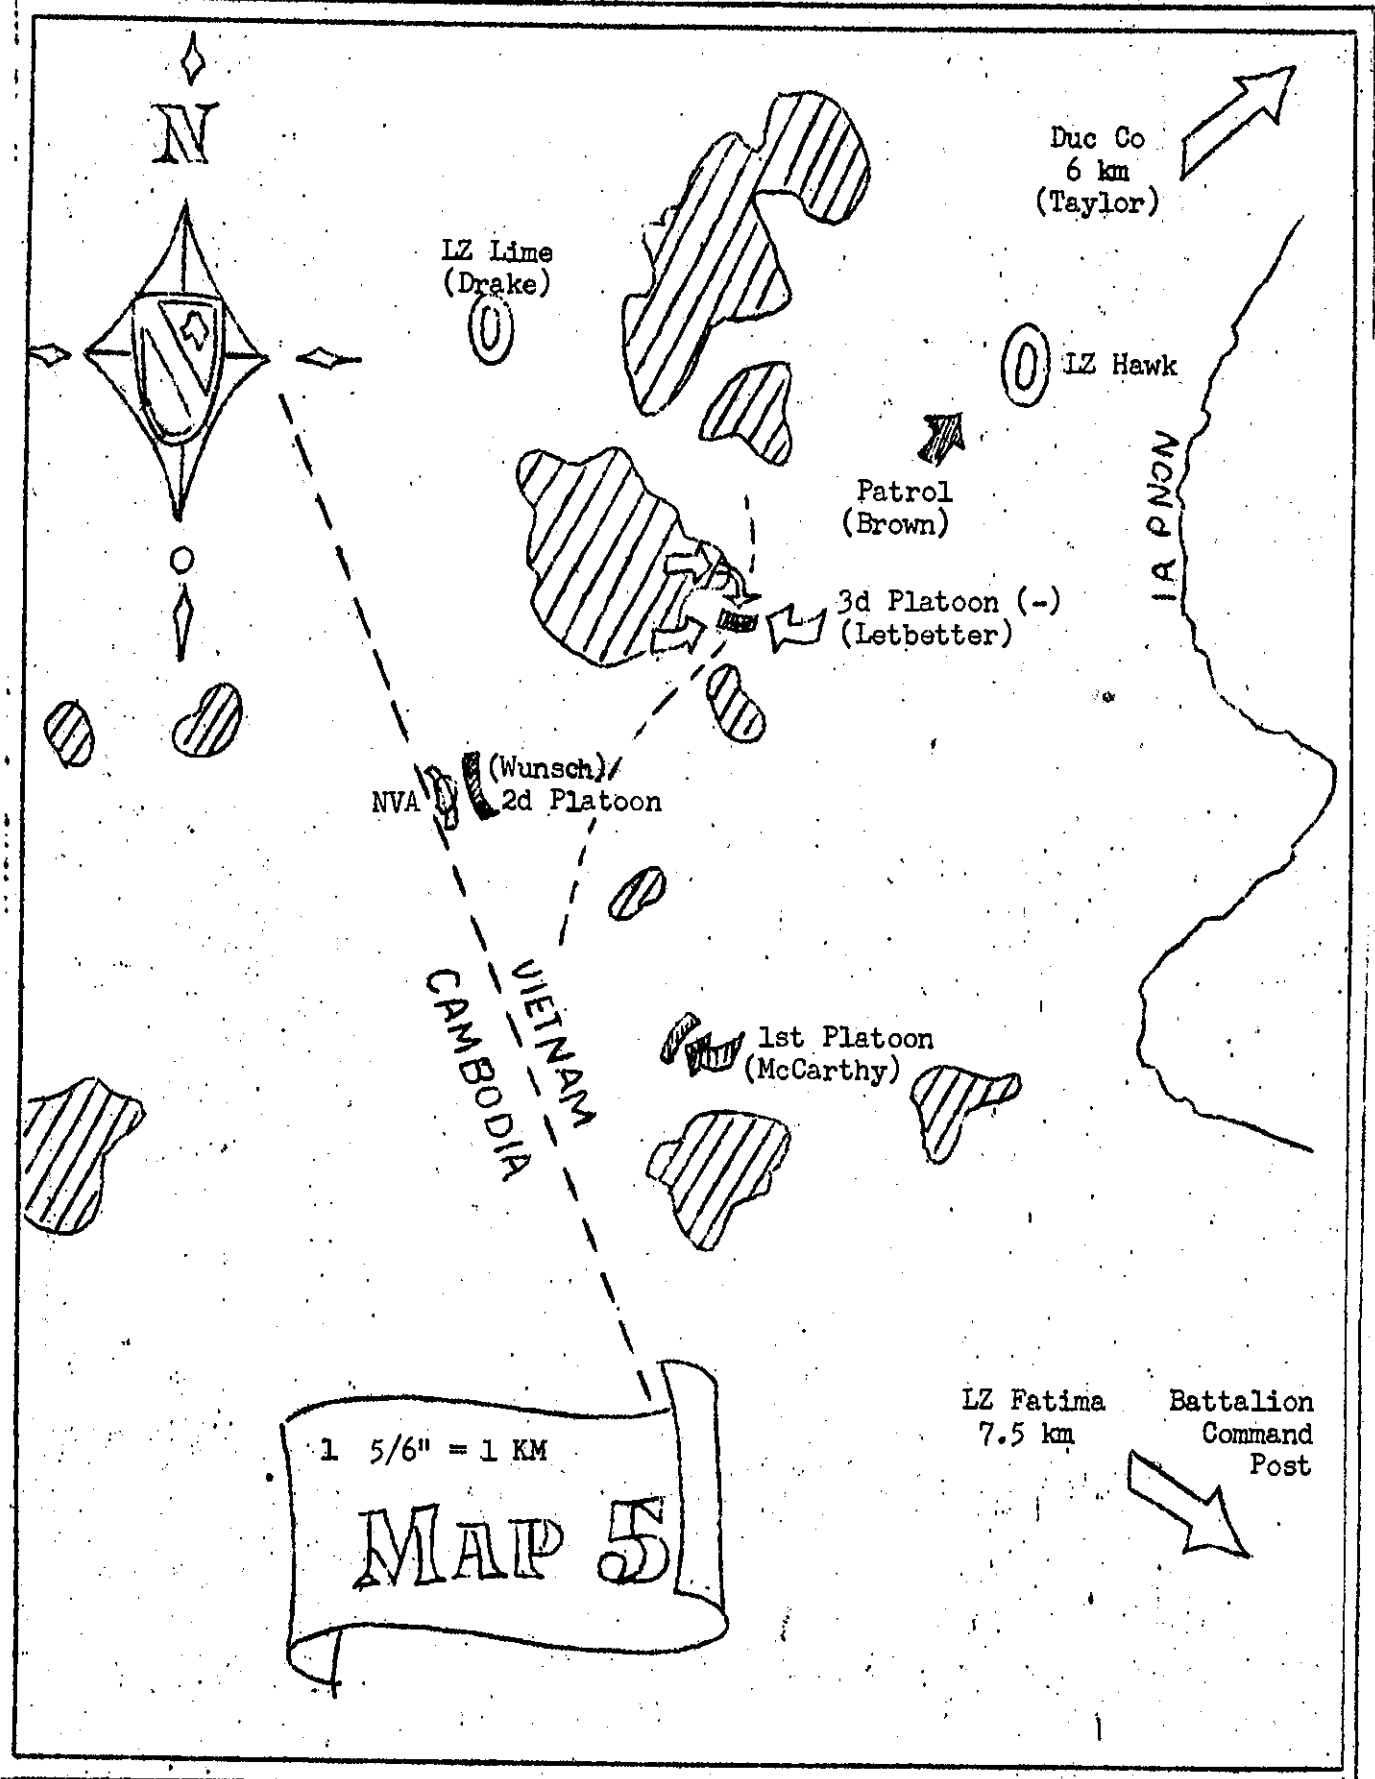 N
Duc Co
6 km
(Taylor)
LZ Lime
(Drake)
LZ Hawk
Patrol
(Brown)
IA PNON
3d Platoon (-)
(Letbetter)
(Wunsch)/
NVA
2d Platoon
VIETNAM
CAMBODIA
1st Platoon
(McCarthy)
LZ Fatima
7.5 km
Battalion
Command
Post
1 5/6" = 1 KM
MAP 5